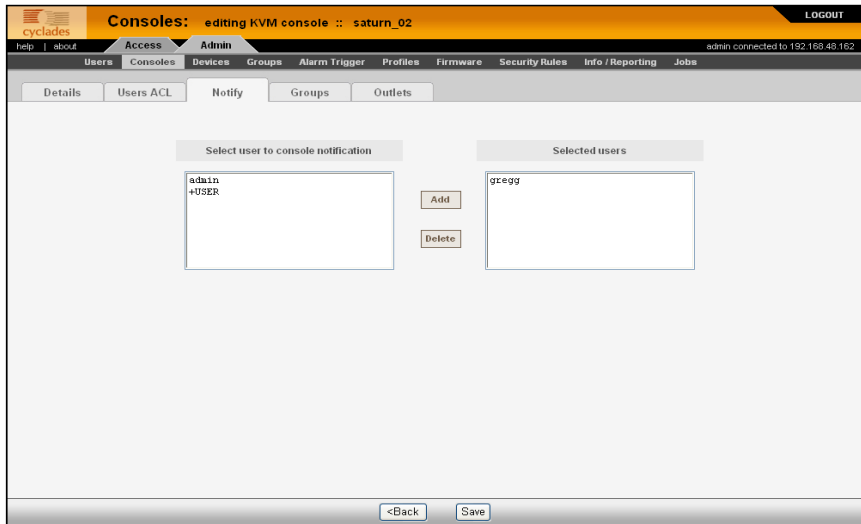 cyclades
Consoles: editing KVM console :: saturn_02
LOGOUT
help | about
Access
Admin
admin connected to 192.168.48.162
Users Consoles Devices Groups Alarm Trigger Profiles Firmware Security Rules Info / Reporting Jobs
Details Users ACL Notify Groups Outlets
Select user to console notification
Selected users
admin
+USER
Add
Delete
gregg
<Back Save